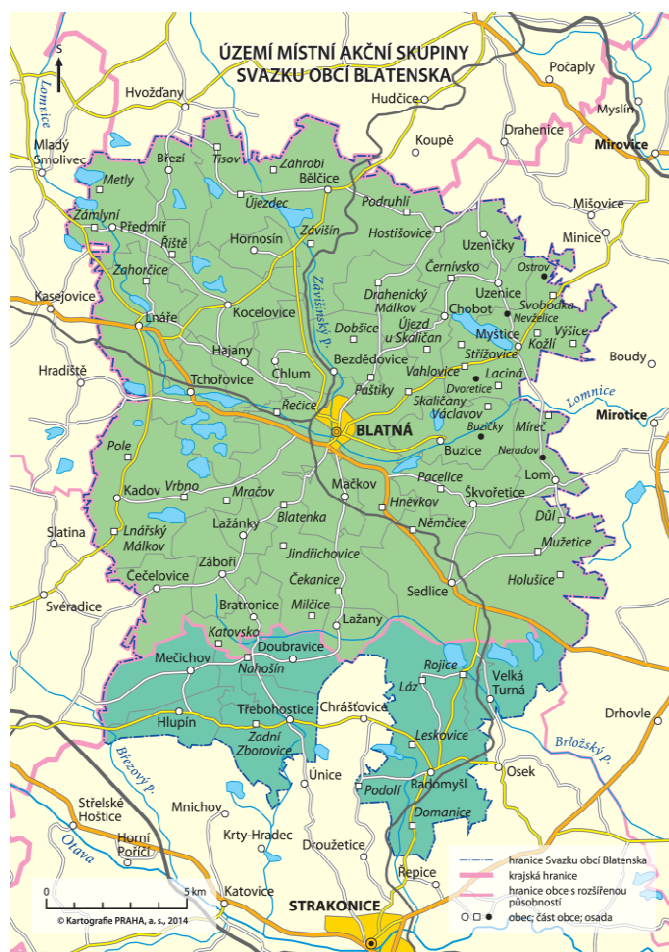 ÚZEMÍ MÍSTNÍ AKČNÍ SKUPINY
SVAZKU OBCÍ BLATENSKA
S
Lomnice
Hvožďany
Hudčice
Počaply
Myslín
Mirovice
Drahenice
Koupě
Mladý
Smolivec
Březí
Tisov
Záhrobí
Bělčice
Metly
Újezdec
Podruhlí
Mišovice
Minice
Zámlyní
Předmíř
Hostišovice
Uzeničky
Řiště
Hornosín
Závišín
Zahorčice
Černívsko
Ostrov
Uzenice
Svobodka
Kasejovice
Kocelovice
Závišinský p.
Drahenický
Málkov
Chobot
Nevželice
Lnáře
Dobšice
Újezd
u Skaličan
Myštice
Kožlí
Výšice
Hajany
Bezdědovice
Střížovice
Boudy
Hradiště
Chlum
Vahlovice
Laciná
Tchořovice
Paštiky
Dvoretice
Skaličany
Lomnice
Řečice
Václavov
Míreč
Mirotice
BLATNÁ
Buzičky
Buzice
Neradov
Pole
Mačkov
Pacelice
Lom
Kadov
Vrbno
Mračov
Hněvkov
Škvořetice
Blatenka
Důl
Slatina
Lnářský
Málkov
Lažánky
Němčice
Jindřichovice
Mužetice
Záboří
Čečelovice
Čekanice
Sedlice
Holušice
Svéradice
Bratronice
Milčice
Lažany
Katovsko
Doubravice
Mečichov
Nahošín
Rojice
Velká
Turná
Láz
Hlupín
Třebohostice
Chrášťovice
Drhovle
Zadní
Zborovice
Leskovice
Brložský p.
Březový p.
Únice
Radomyšl
Osek
Podolí
Střelské
Hoštice
Mnichov
Domanice
Krty-Hradec
Horní
Poříčí
Droužetice
Otava
Řepice
Katovice
STRAKONICE
0 5 km
© Kartografie PRAHA, a. s., 2014
hranice Svazku obcí Blatenska
krajská hranice
hranice obce s rozšířenou
působností
obec; část obce; osada